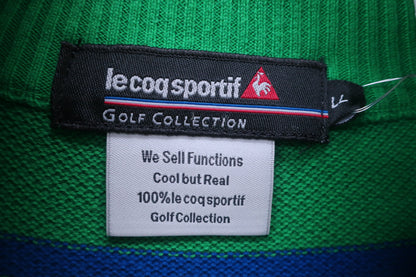 le coq sportif
GOLF COLLECTION
We Sell Functions
Cool but Real
100% le coq sportif
Golf Collection